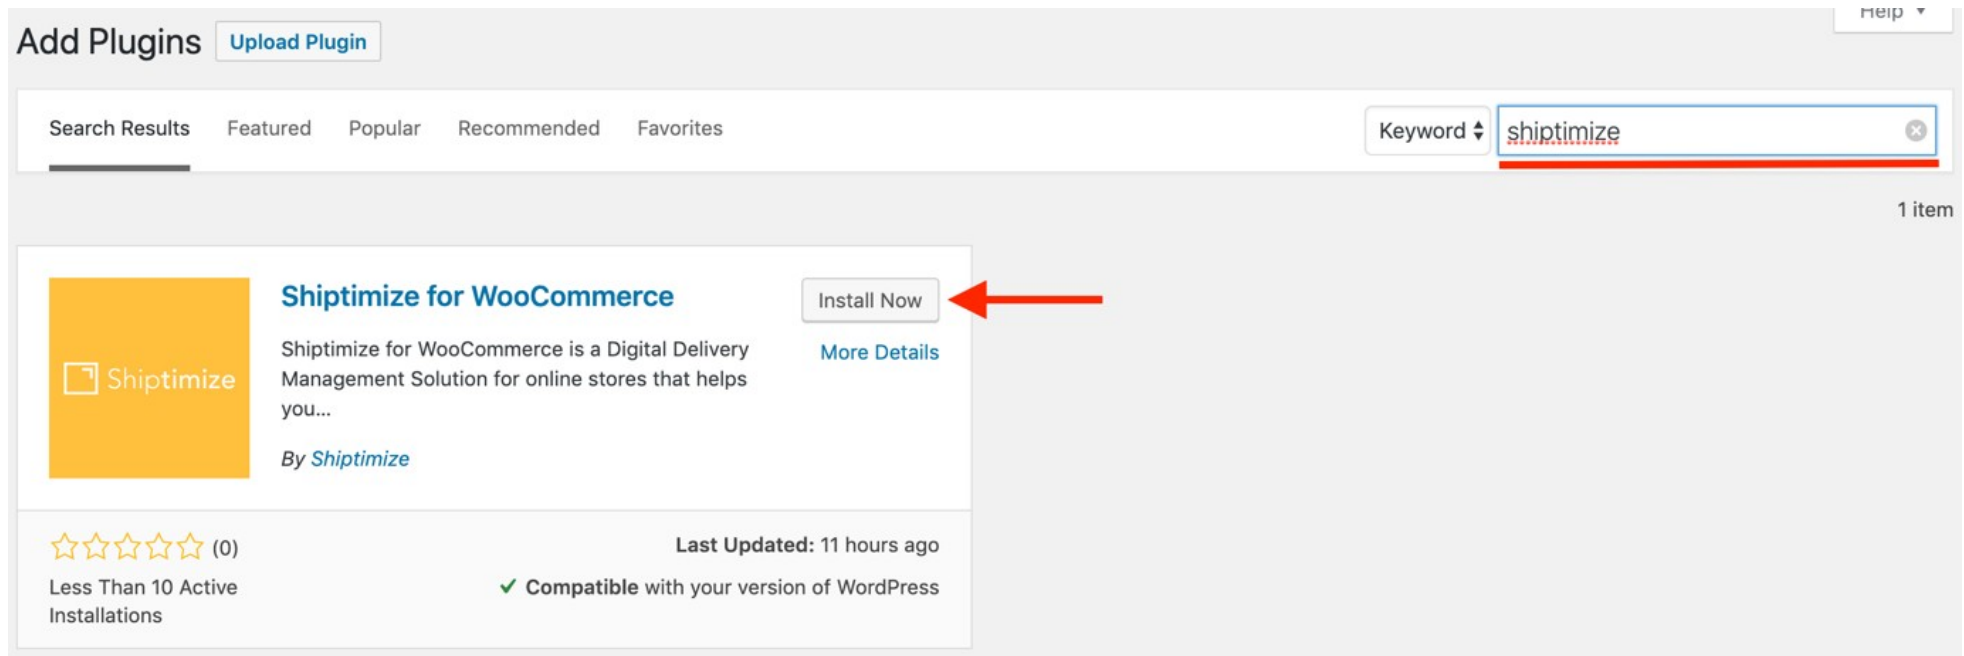 Help
Add Plugins
Upload Plugin
Search Results
Featured
Popular
Recommended
Favorites
Keyword
shiptimize
1 item
Shiptimize
Shiptimize for WooCommerce
Install Now
More Details
Shiptimize for WooCommerce is a Digital Delivery
Management Solution for online stores that helps
you...
By Shiptimize
(0)
Less Than 10 Active
Installations
Last Updated: 11 hours ago
Compatible with your version of WordPress